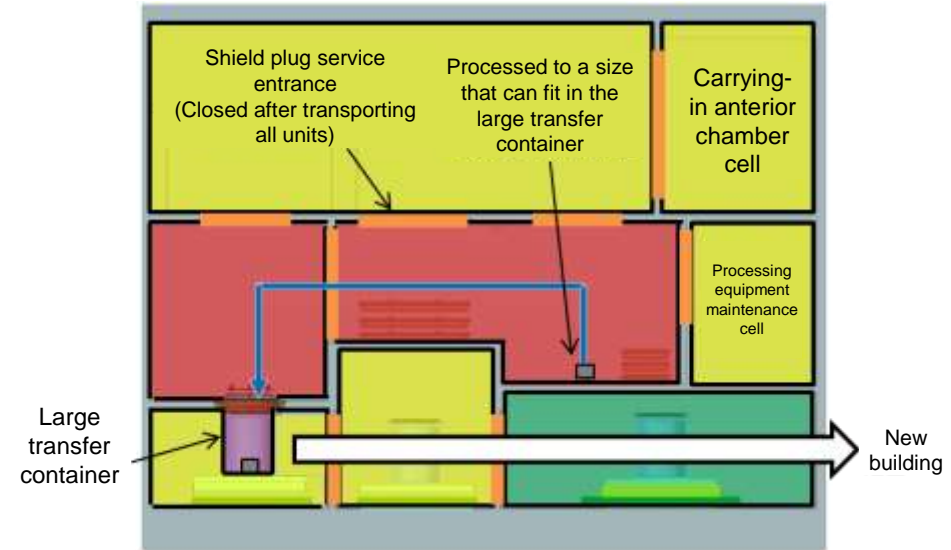 Shield plug service
entrance
(Closed after transporting
all units)
Processed to a size
that can fit in the
large transfer
container
Carrying-
in anterior
chamber
cell
Processing
equipment
maintenance
cell
Large
transfer
container
New
building